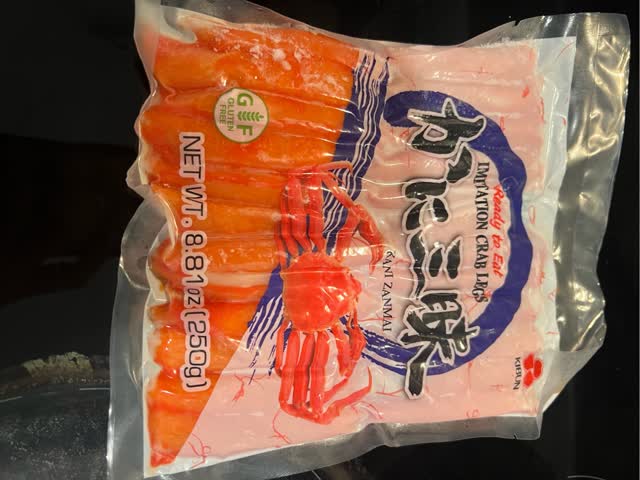 Ready to Eat
IMITATION CRAB LEGS
かに三昧
KANI ZANMAI
KIBUN
GF
GLUTEN
FREE
NET WT. 8.81oz (250g)